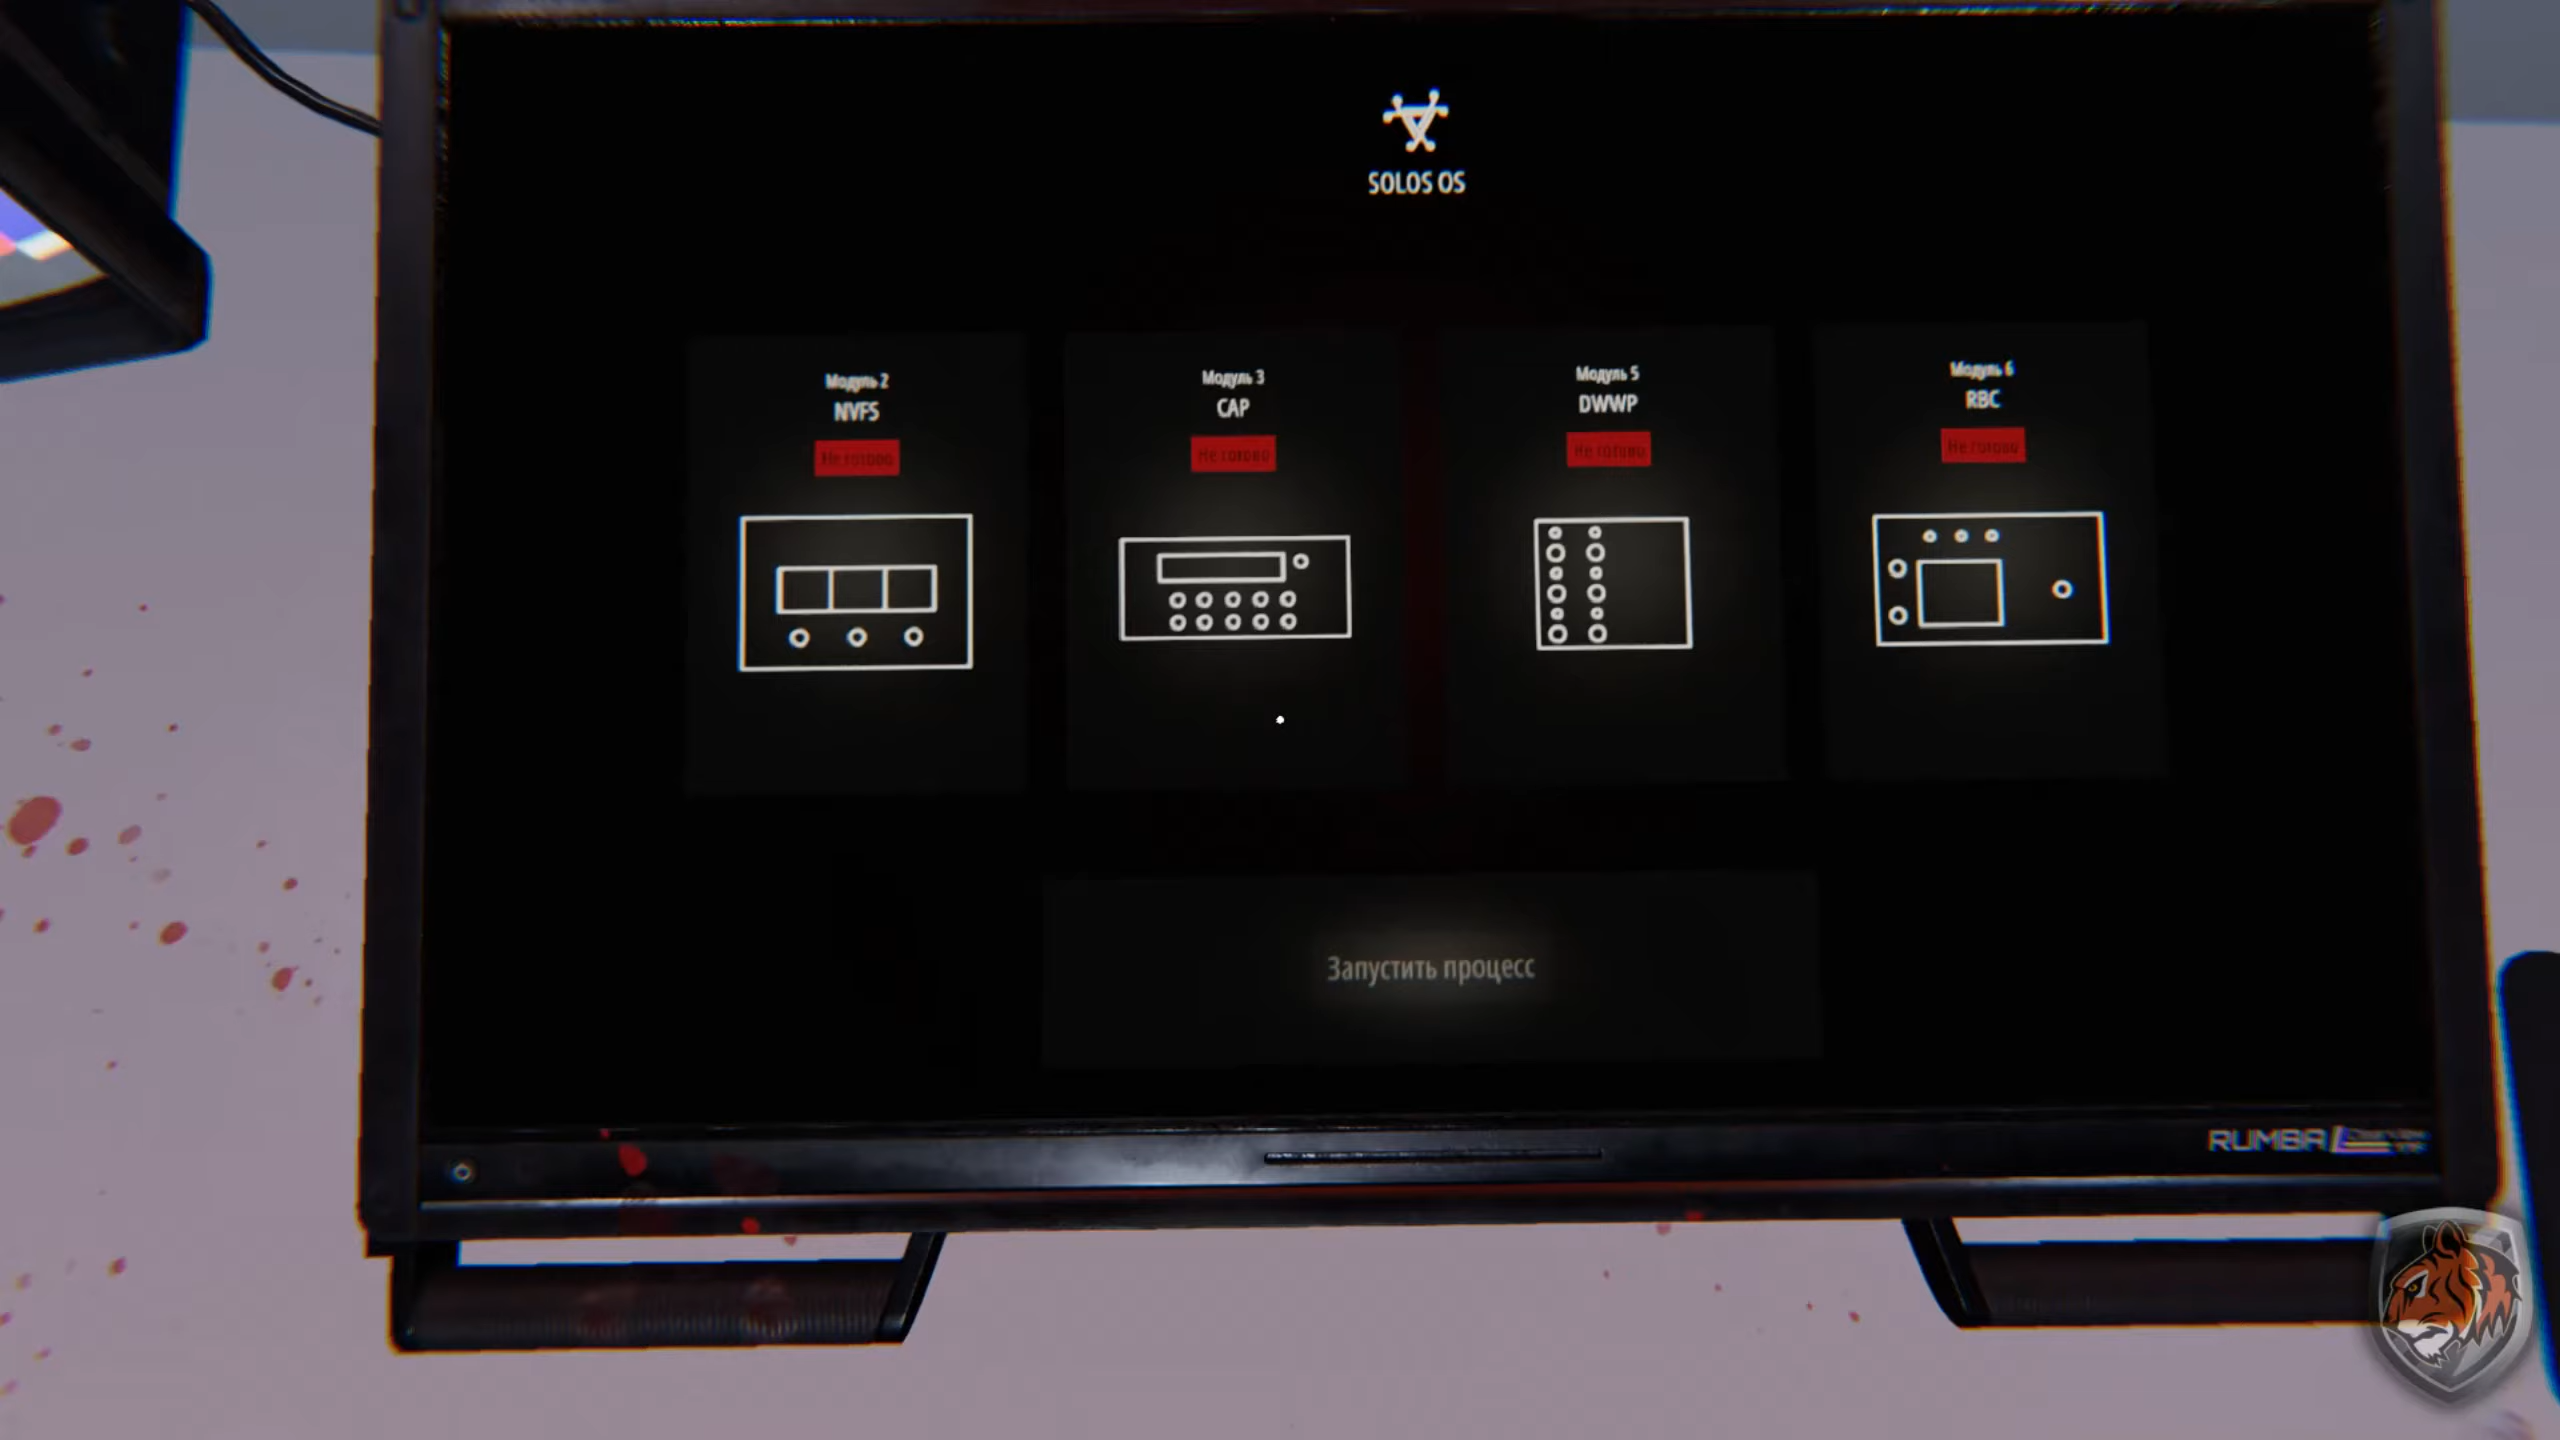 SOLOS OS
Модуль 2
NVFS
Не готово
Модуль 3
CAP
Не готово
Модуль 5
DWWP
Не готово
Модуль 6
RBC
Не готово
Запустить процесс
RUMBA